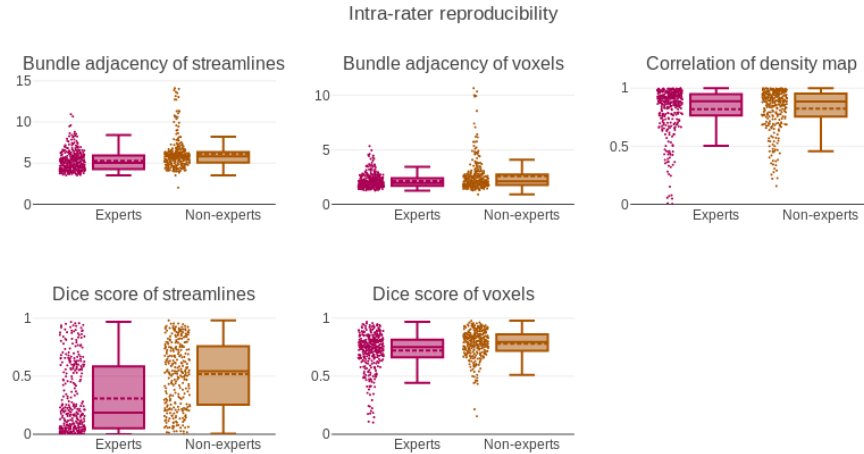 Intra-rater reproducibility
Bundle adjacency of streamlines
Bundle adjacency of voxels
Correlation of density map
15
10
5
0
Experts
Non-experts
10
5
0
Experts
Non-experts
1
0.5
0
Experts
Non-experts
Dice score of streamlines
Dice score of voxels
1
0.5
0
Experts
Non-experts
1
0.5
0
Experts
Non-experts